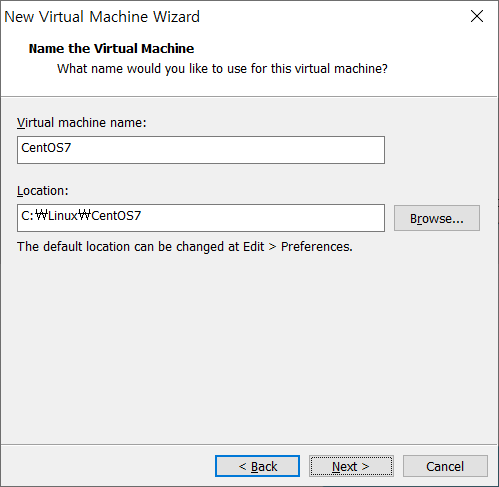 New Virtual Machine Wizard
Name the Virtual Machine
What name would you like to use for this virtual machine?
Virtual machine name:
CentOS7
Location:
C:₩Linux₩CentOS7
Browse...
The default location can be changed at Edit > Preferences.
< Back
Next >
Cancel